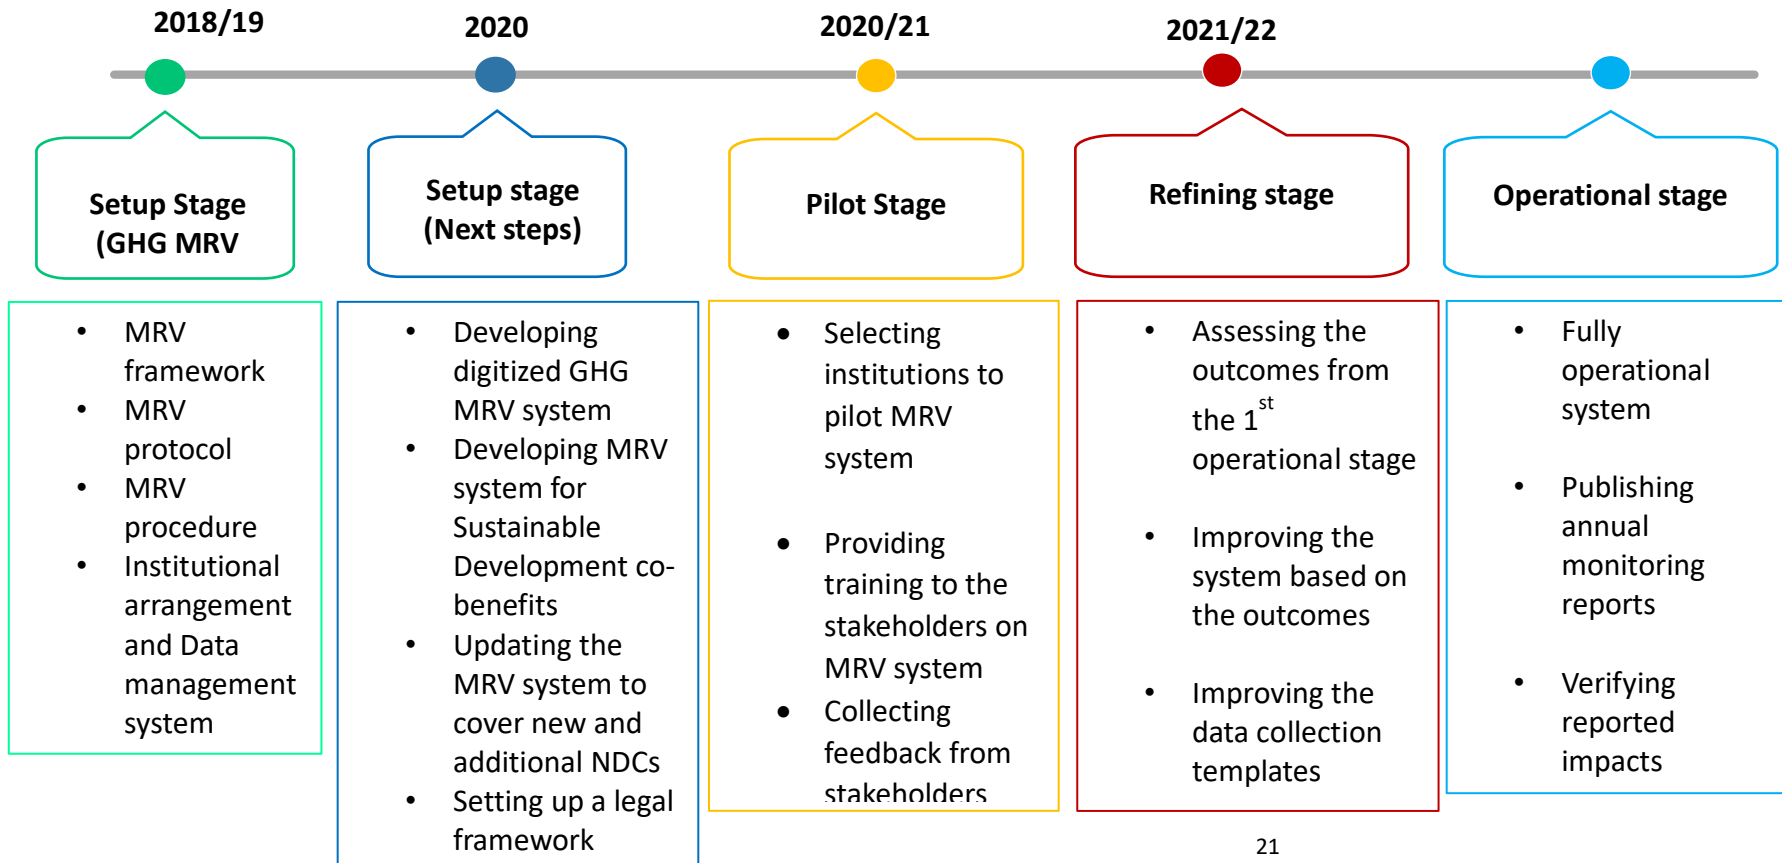 2018/19
2020
2020/21
2021/22
Setup Stage
(GHG MRV
Setup stage
(Next steps)
Pilot Stage
Refining stage
Operational stage
• MRV
framework
• MRV
protocol
• MRV
procedure
• Institutional
arrangement
and Data
management
system
• Developing
digitized GHG
MRV system
• Developing MRV
system for
Sustainable
Development co-
benefits
• Updating the
MRV system to
cover new and
additional NDCs
• Setting up a legal
framework
• Selecting
institutions to
pilot MRV
system
• Providing
training to the
stakeholders on
MRV system
• Collecting
feedback from
stakeholders
• Assessing the
outcomes from
the 1st
operational stage
• Improving the
system based on
the outcomes
• Improving the
data collection
templates
• Fully
operational
system
• Publishing
annual
monitoring
reports
• Verifying
reported
impacts
21